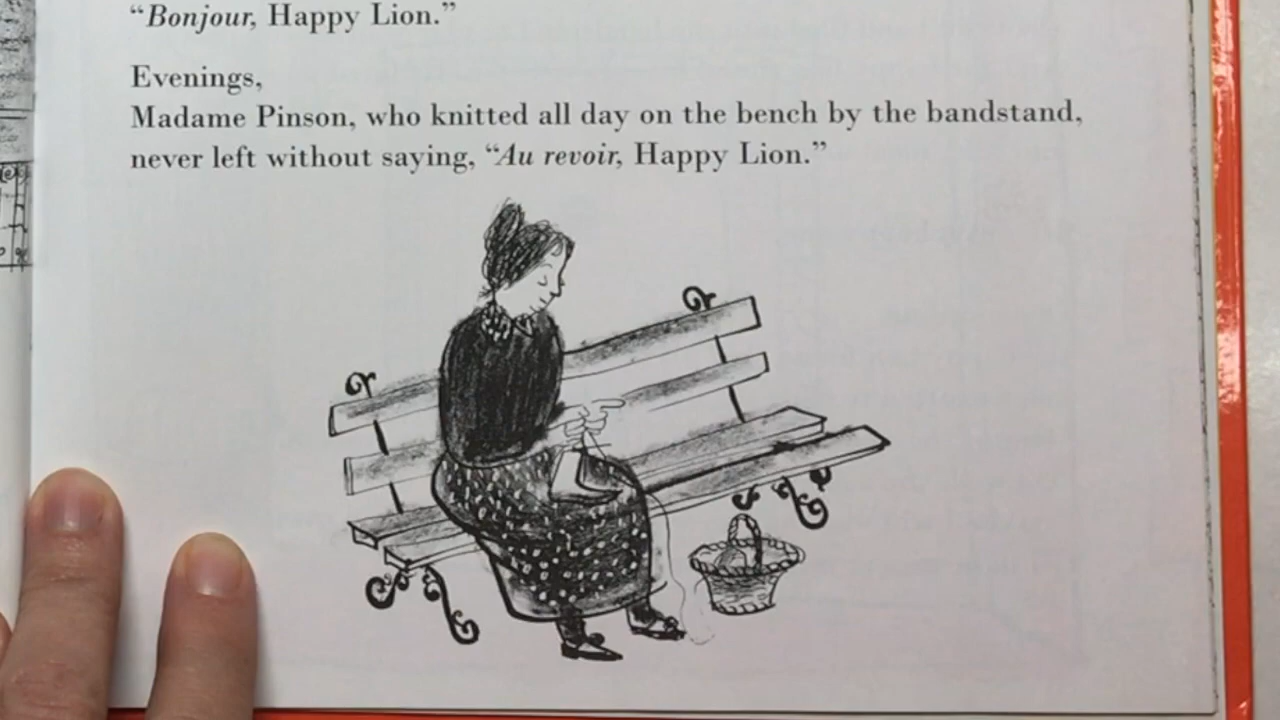 “Bonjour, Happy Lion.”
Evenings,
Madame Pinson, who knitted all day on the bench by the bandstand,
never left without saying, “Au revoir, Happy Lion.”